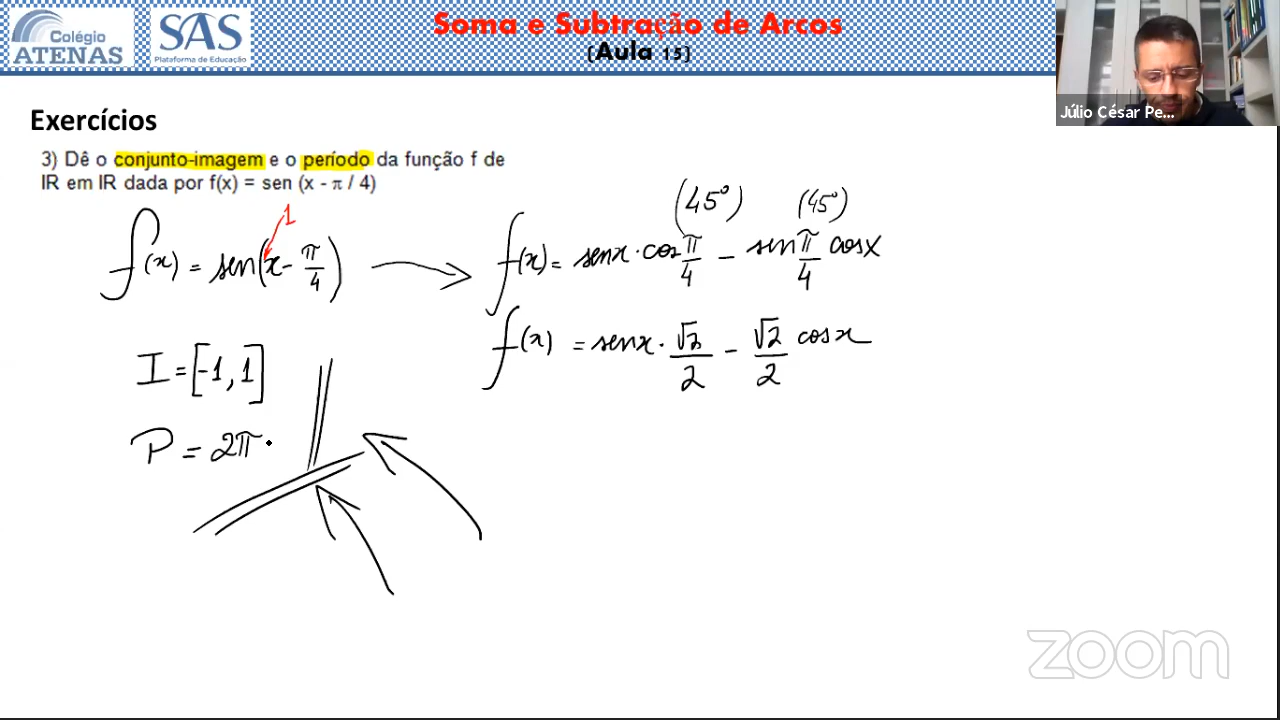 Colégio
ATENAS
SAS
Plataforma de Educação
Soma e Subtração de Arcos
(Aula 15)
Júlio César Pe...
Exercícios
3) Dê o conjunto-imagem e o período da função f de
IR em IR dada por f(x) = sen (x - π / 4)
(45°) (45°)
1
f(x) = sen(x - π/4)
f(x) = senx · cos π/4 - sen π/4 cosx
f(x) = senx · √2/2 - √2/2 cosx
I = [-1, 1]
P = 2π
zoom